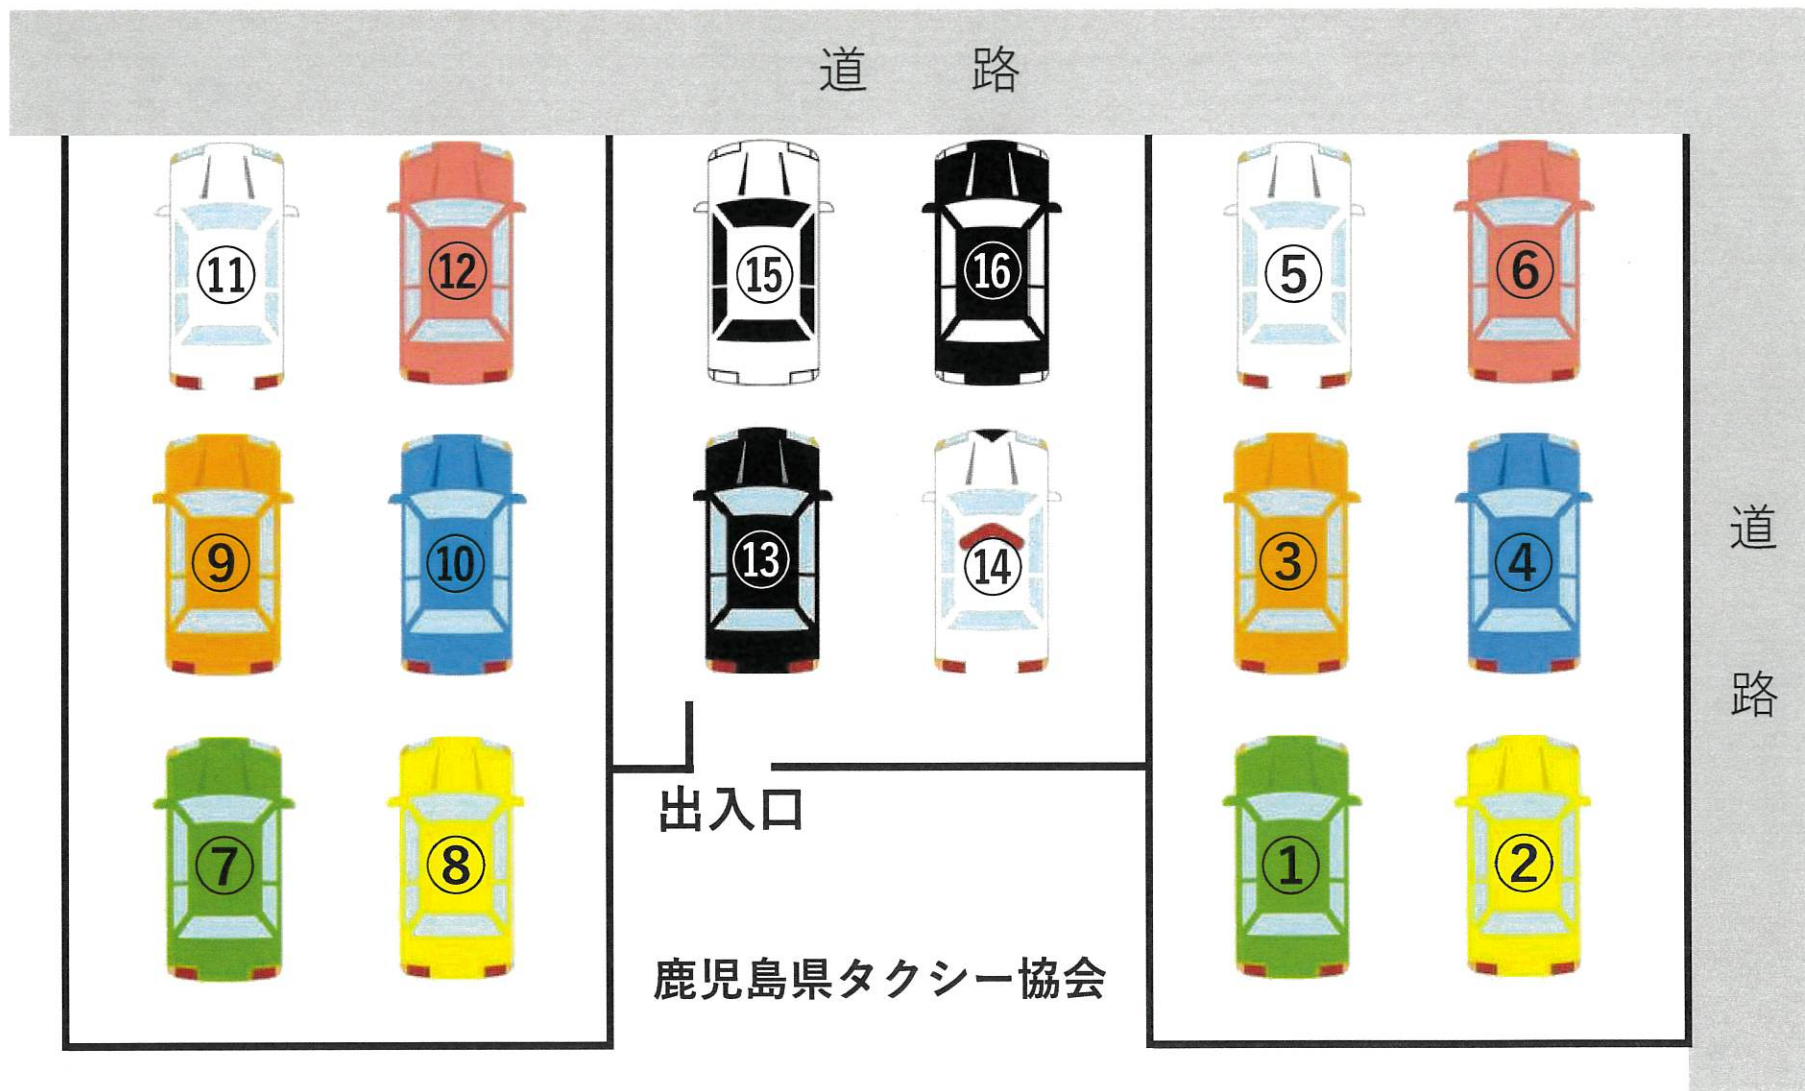 道 路
⑪ ⑫ ⑮ ⑯ ⑤ ⑥
⑨ ⑩ ⑬ ⑭ ③ ④
道路
出入口
⑦ ⑧ ① ②
鹿児島県タクシー協会